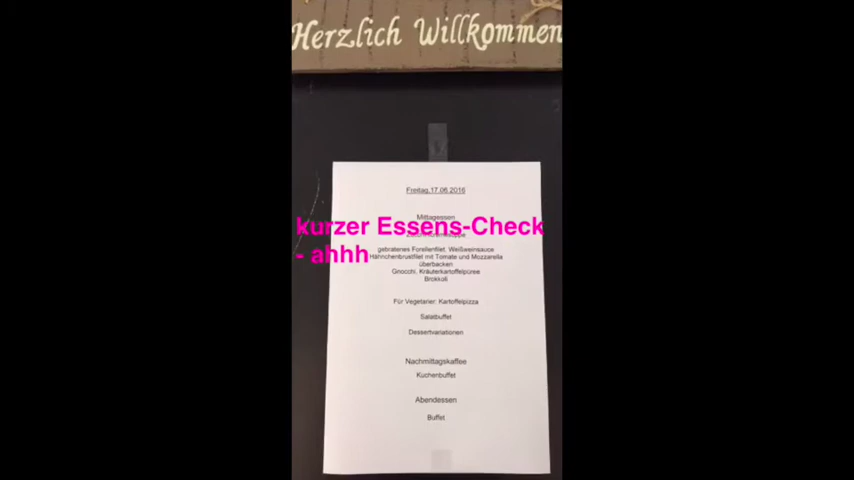 Herzlich Willkommen
Freitag,17.06.2016
Mittagessen
kurzer Essens-Check
- ahhh
gebratenes Forellenfilet, Weißweinsauce
Hähnchenbrustfilet mit Tomate und Mozzarella
überbacken
Gnocchi, Kräuterkartoffelpüree
Brokkoli
Für Vegetarier: Kartoffelpizza
Salatbuffet
Dessertvariationen
Nachmittagskaffee
Kuchenbuffet
Abendessen
Buffet